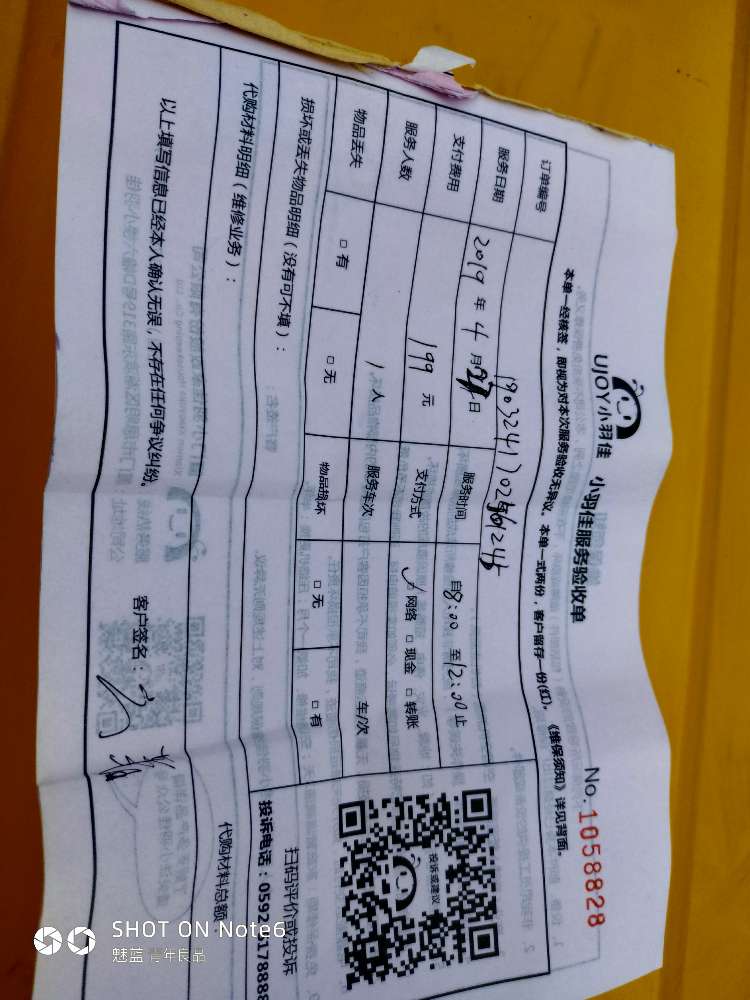 UJOY小羽佳
小羽佳服务验收单
No. 1058828
本单一经核签，即视为对本次服务验收无异议。本单一式两份，客户留存一份(红)。《维保须知》详见背面。
订单编号
服务日期 2019 年 4 月 日 服务时间 自8:00 至12:00止
支付费用 199 元 支付方式 ☑ 网络 □ 现金 □ 转账
服务人数 1 人 服务车次 车/次
物品丢失 □ 有 □ 无 物品损坏 □ 无 □ 有
损坏或丢失物品明细（没有可不填）：
代购材料明细（维修业务）：
代购材料总额：
投诉或建议
扫码评价或投诉
投诉电话：0592-5178888
以上填写信息已经本人确认无误，不存在任何争议纠纷。
客户签名：
SHOT ON Note6
魅蓝 青年良品